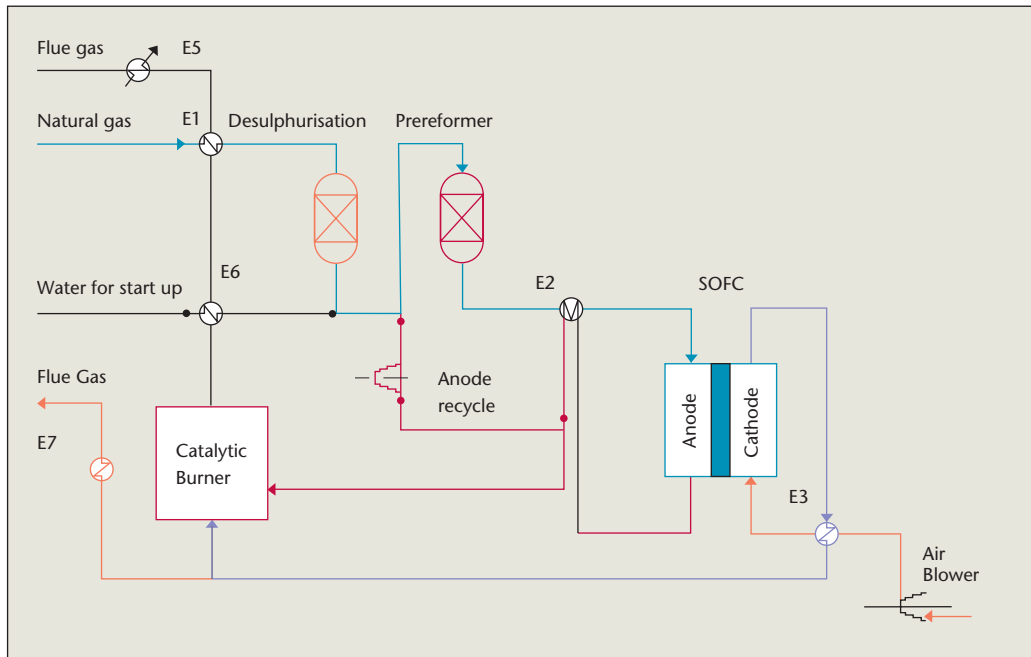 Flue gas
E5
Natural gas
E1
Desulphurisation
Prereformer
E6
Water for start up
E2
SOFC
Flue Gas
Anode
recycle
E7
Catalytic
Burner
Anode
Cathode
E3
Air
Blower